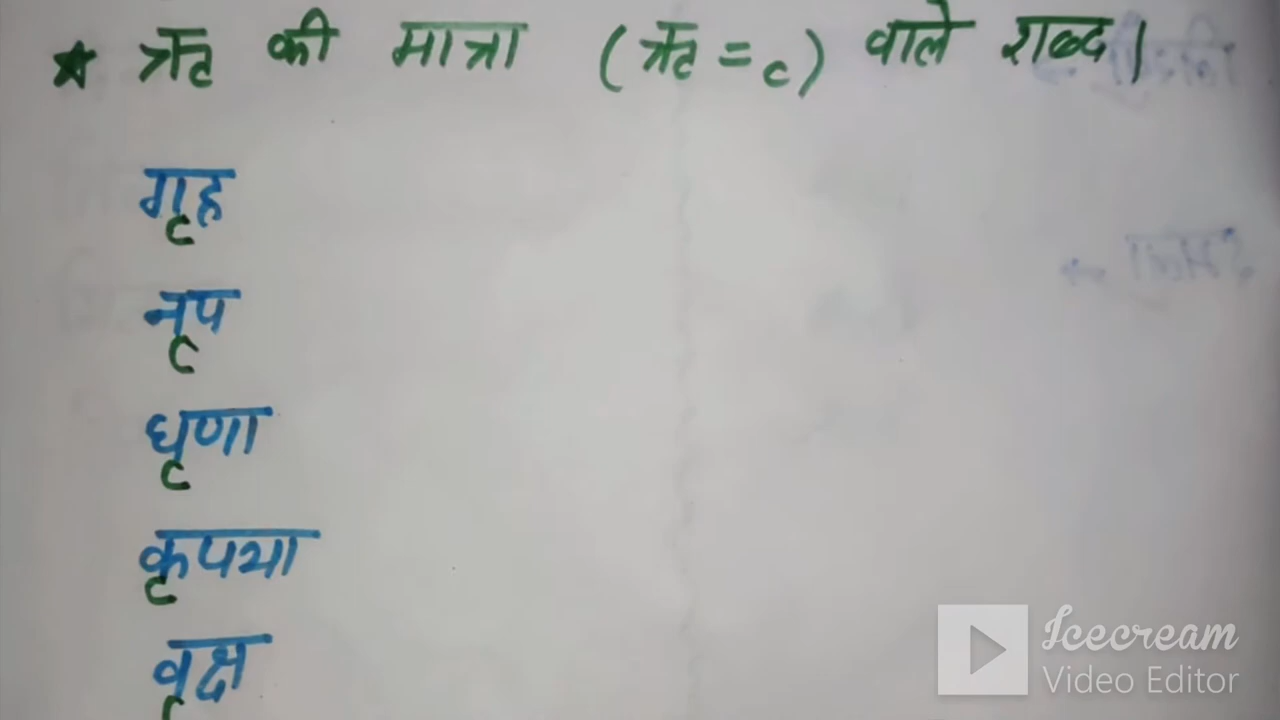 ★ ऋ की मात्रा (ऋ = ृ) वाले शब्द।
गृह
नृप
घृणा
कृपया
वृक्ष
Icecream
Video Editor